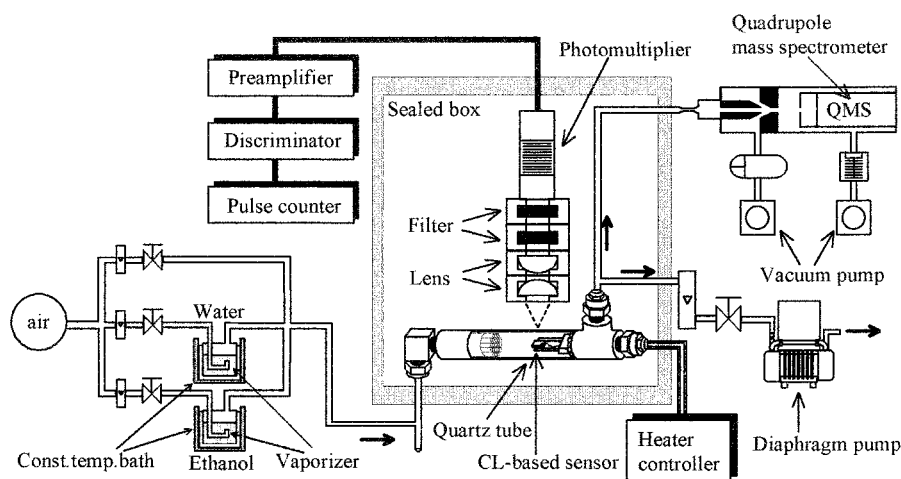 Quadrupole
mass spectrometer
Photomultiplier
Preamplifier
Sealed box
QMS
Discriminator
Pulse counter
Filter
Lens
Vacuum pump
Water
air
Quartz tube
CL-based sensor
Heater
controller
Diaphragm pump
Const.temp.bath
Ethanol
Vaporizer